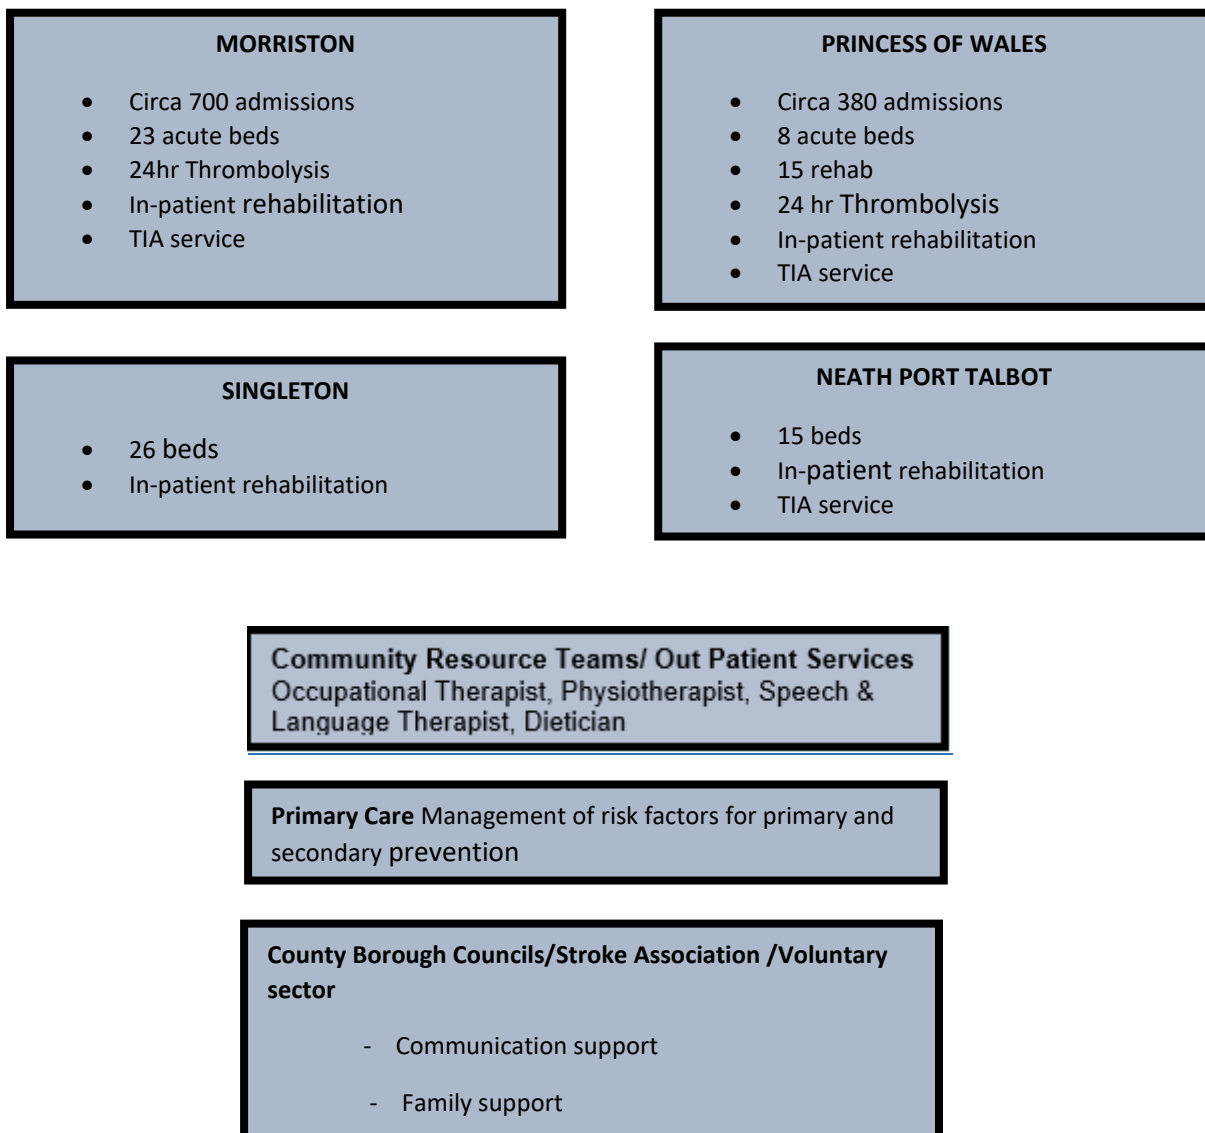 MORRISTON
• Circa 700 admissions
• 23 acute beds
• 24hr Thrombolysis
• In-patient rehabilitation
• TIA service
PRINCESS OF WALES
• Circa 380 admissions
• 8 acute beds
• 15 rehab
• 24 hr Thrombolysis
• In-patient rehabilitation
• TIA service
SINGLETON
• 26 beds
• In-patient rehabilitation
NEATH PORT TALBOT
• 15 beds
• In-patient rehabilitation
• TIA service
Community Resource Teams/ Out Patient Services
Occupational Therapist, Physiotherapist, Speech &
Language Therapist, Dietician
Primary Care Management of risk factors for primary and
secondary prevention
County Borough Councils/Stroke Association /Voluntary
sector
- Communication support
- Family support